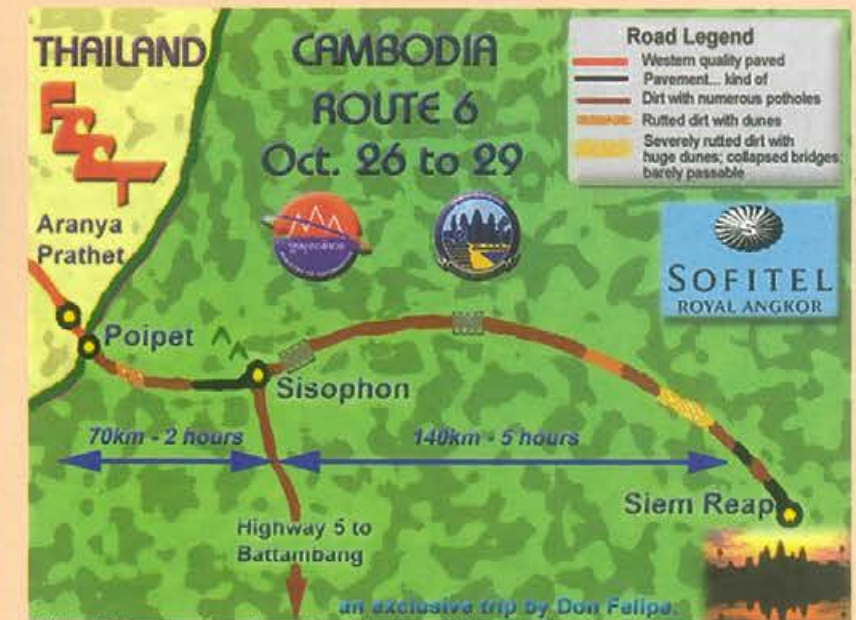 THAILAND
FCCT
CAMBODIA
ROUTE 6
Oct. 26 to 29
Road Legend
Western quality paved
Pavement... kind of
Dirt with numerous potholes
Rutted dirt with dunes
Severely rutted dirt with
huge dunes; collapsed bridges;
barely passable
Aranya
Prathet
S
SOFITEL
ROYAL ANGKOR
Poipet
Sisophon
70km - 2 hours
140km - 5 hours
Siem Reap
Highway 5 to
Battambang
an exclusive trip by Don Felipe.